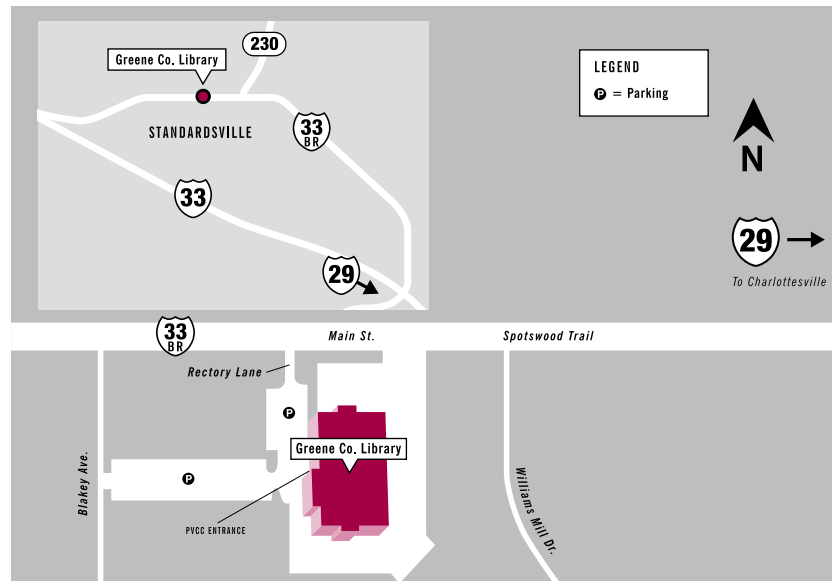 230
Greene Co. Library
STANDARDSVILLE
33
BR
33
29
LEGEND
P = Parking
N
29
To Charlottesville
33
BR
Main St.
Spotswood Trail
Rectory Lane
P
Greene Co. Library
P
Blakey Ave.
PVCC ENTRANCE
Williams Mill Dr.